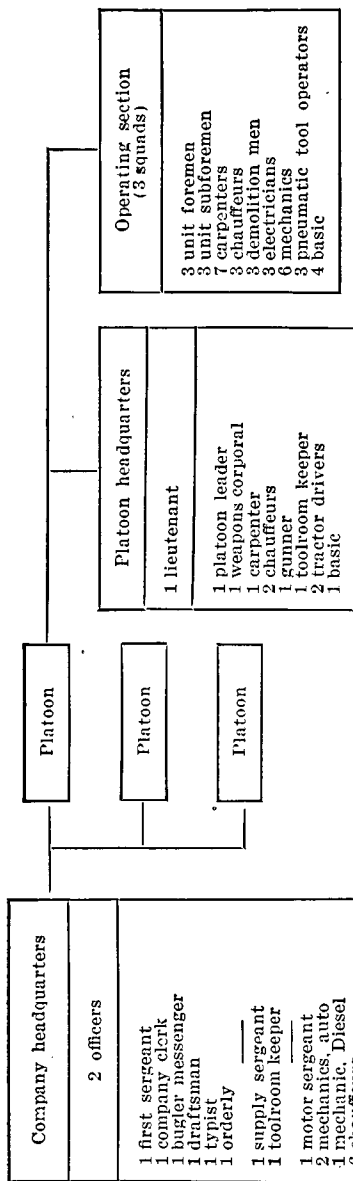 Company headquarters
2 officers
1 first sergeant
1 company clerk
1 bugler messenger
1 draftsman
1 typist
1 orderly
1 supply sergeant
1 toolroom keeper
1 motor sergeant
2 mechanics, auto
1 mechanic, Diesel
Platoon
Platoon
Platoon
Platoon headquarters
1 lieutenant
1 platoon leader
1 weapons corporal
1 carpenter
2 chauffeurs
1 gunner
1 toolroom keeper
2 tractor drivers
1 basic
Operating section
(3 squads)
3 unit foremen
3 unit subforemen
7 carpenters
3 chauffeurs
3 demolition men
3 electricians
6 mechanics
3 pneumatic tool operators
4 basic